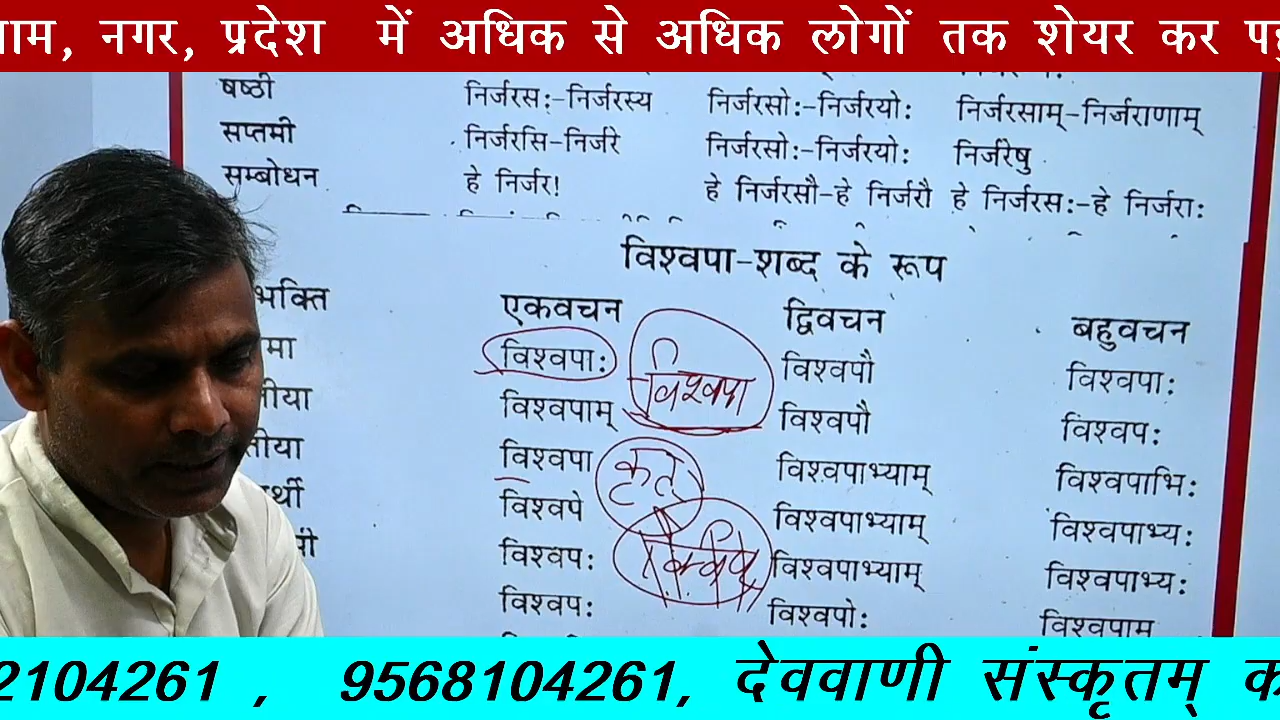 ाम, नगर, प्रदेश में अधिक से अधिक लोगों तक शेयर कर पहु
षष्ठी निर्जरसः-निर्जरस्य निर्जरसोः-निर्जरयोः निर्जरसाम्-निर्जराणाम्
सप्तमी निर्जरसि-निर्जरे निर्जरसोः-निर्जरयोः निर्जरेषु
सम्बोधन हे निर्जर! हे निर्जरसौ-हे निर्जरौ हे निर्जरसः-हे निर्जराः
विश्वपा-शब्द के रूप
भक्ति एकवचन द्विवचन बहुवचन
मा विश्वपाः विश्वपा विश्वपौ विश्वपाः
तीया विश्वपाम् विश्वपौ विश्वपः
तीया विश्वपा विश्वपाभ्याम् विश्वपाभिः
र्थी विश्वपे विश्वपाभ्याम् विश्वपाभ्यः
मी विश्वपः विश्वपाभ्याम् विश्वपाभ्यः
विश्वपः विश्वपोः विश्वपाम
2104261 , 9568104261, देववाणी संस्कृतम् क